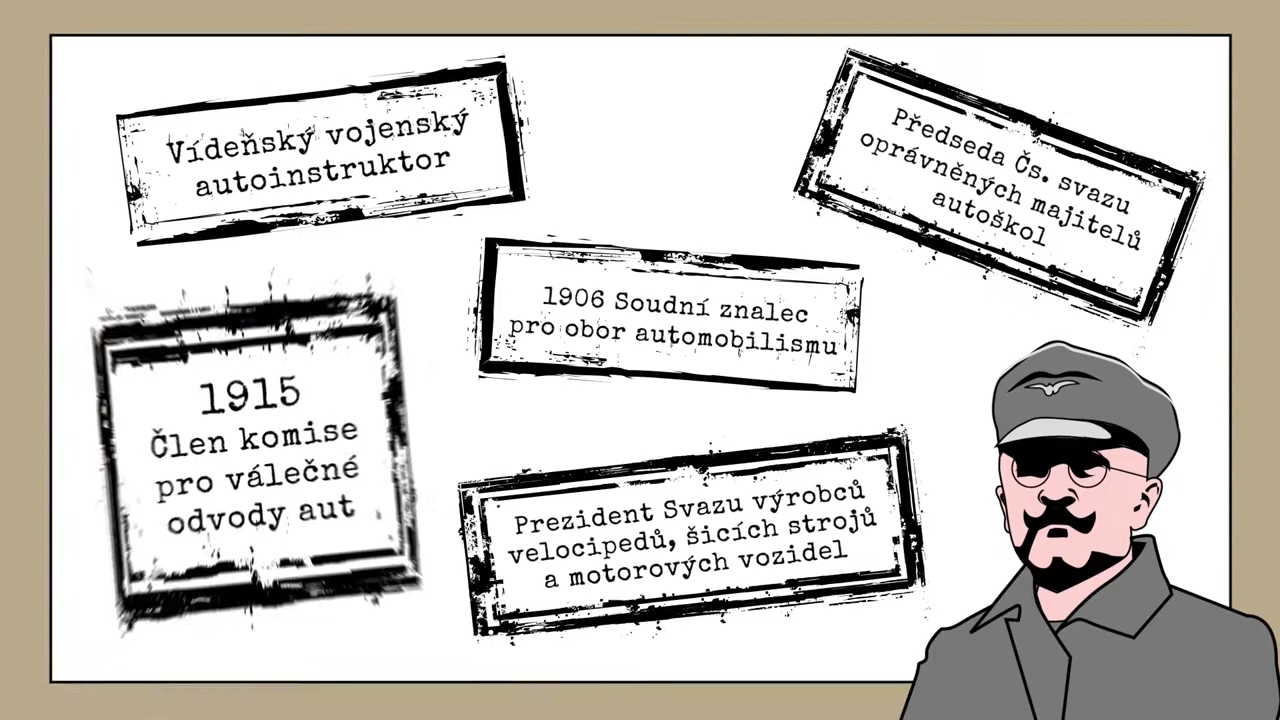 Vídeňský vojenský
autoinstruktor
Předseda Čs. svazu
oprávněných majitelů
autoškol
1906 Soudní znalec
pro obor automobilismu
1915
Člen komise
pro válečné
odvody aut
Prezident Svazu výrobců
velocipedů, šicích strojů
a motorových vozidel